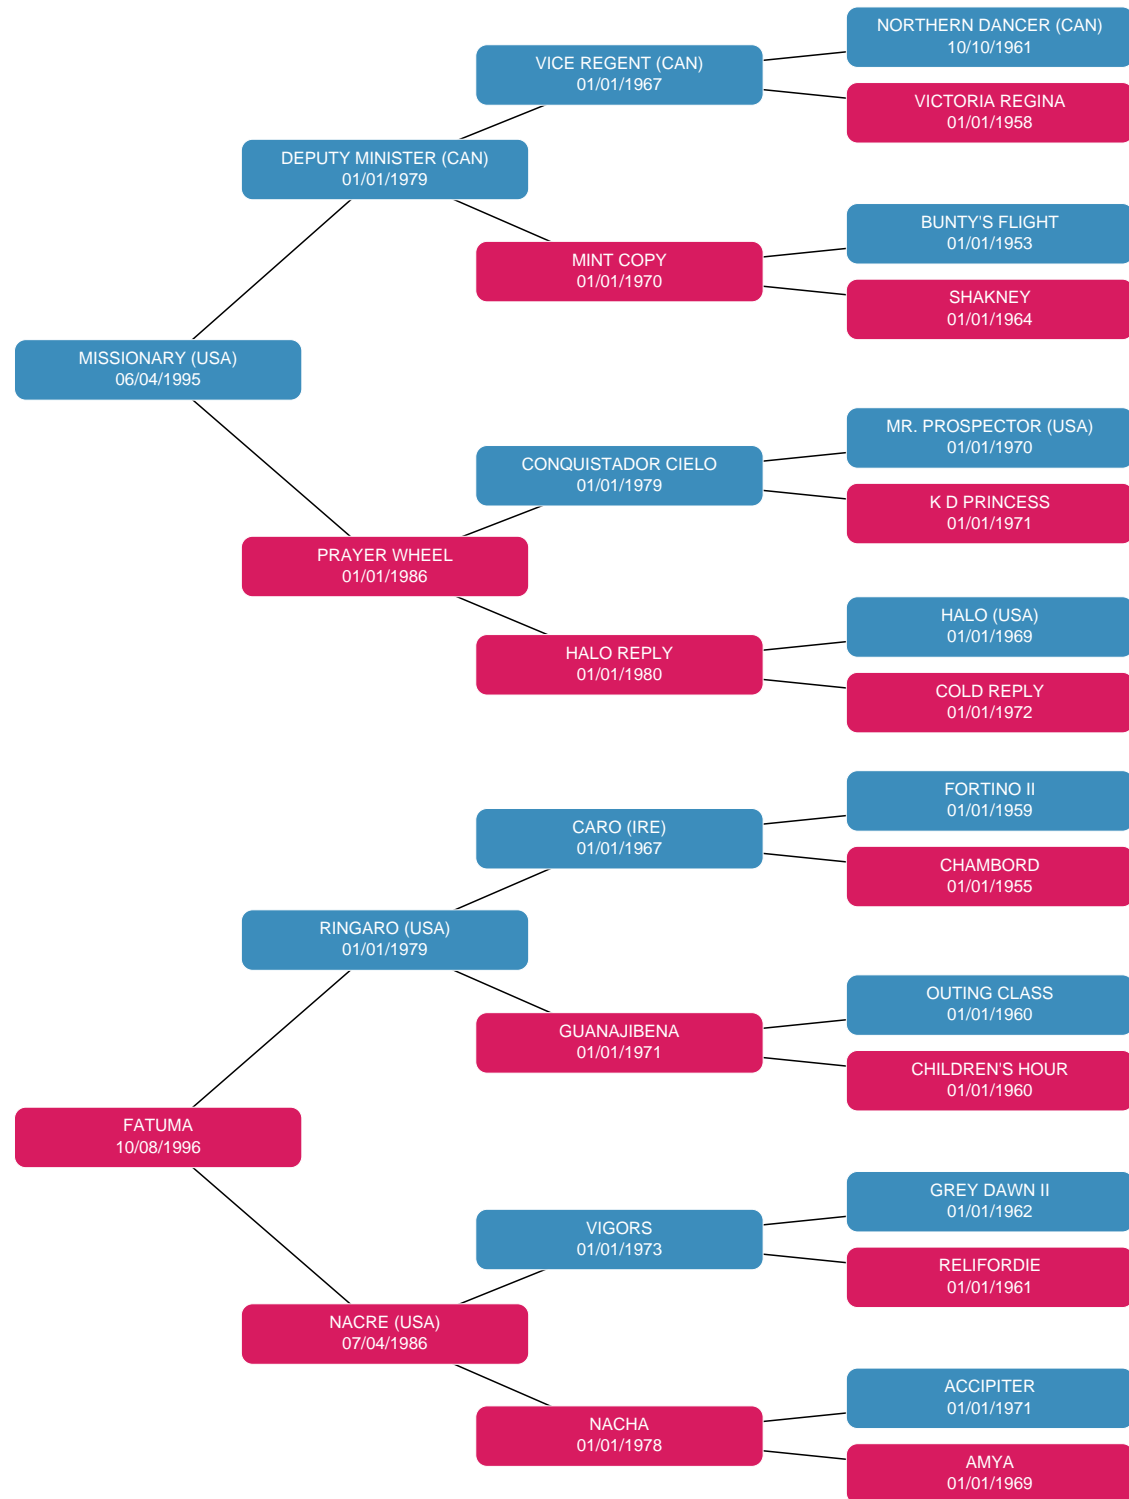 NORTHERN DANCER (CAN)
10/10/1961
VICE REGENT (CAN)
01/01/1967
VICTORIA REGINA
01/01/1958
DEPUTY MINISTER (CAN)
01/01/1979
BUNTY'S FLIGHT
01/01/1953
MINT COPY
01/01/1970
SHAKNEY
01/01/1964
MISSIONARY (USA)
06/04/1995
MR. PROSPECTOR (USA)
01/01/1970
CONQUISTADOR CIELO
01/01/1979
K D PRINCESS
01/01/1971
PRAYER WHEEL
01/01/1986
HALO (USA)
01/01/1969
HALO REPLY
01/01/1980
COLD REPLY
01/01/1972
FORTINO II
01/01/1959
CARO (IRE)
01/01/1967
CHAMBORD
01/01/1955
RINGARO (USA)
01/01/1979
OUTING CLASS
01/01/1960
GUANAJIBENA
01/01/1971
CHILDREN'S HOUR
01/01/1960
FATUMA
10/08/1996
GREY DAWN II
01/01/1962
VIGORS
01/01/1973
RELIFORDIE
01/01/1961
NACRE (USA)
07/04/1986
ACCIPITER
01/01/1971
NACHA
01/01/1978
AMYA
01/01/1969